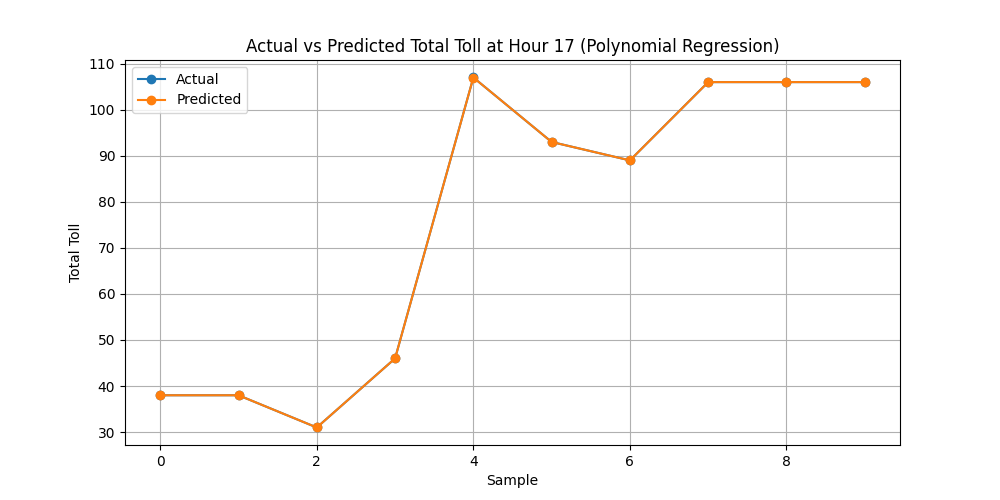 Actual vs Predicted Total Toll at Hour 17 (Polynomial Regression)
Actual
Predicted
110
100
90
80
70
60
50
40
30
Total Toll
0 2 4 6 8
Sample